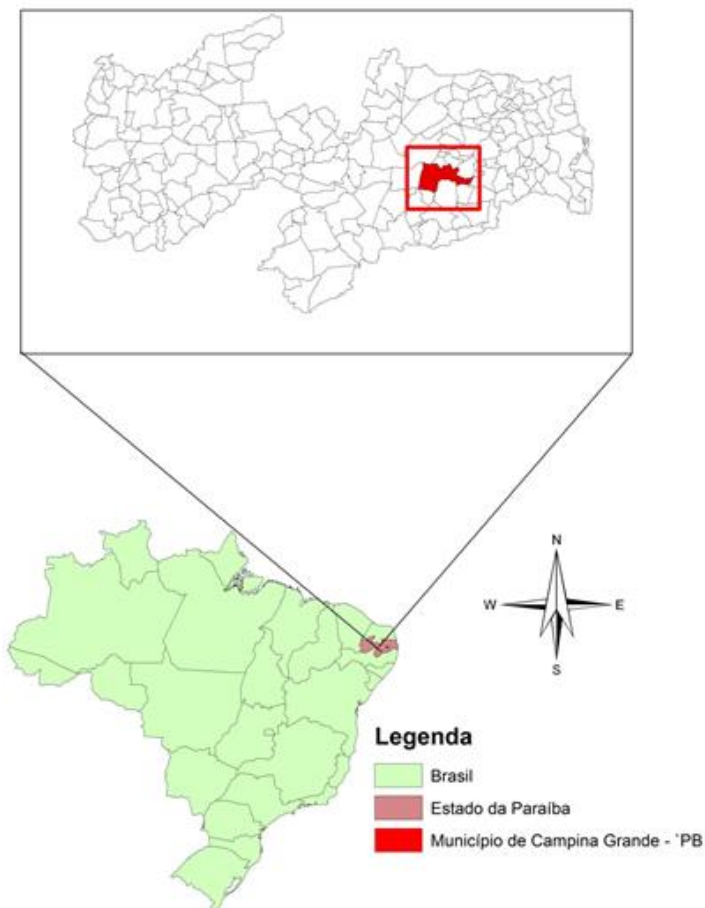 N
W E
S
Legenda
Brasil
Estado da Paraíba
Município de Campina Grande - `PB